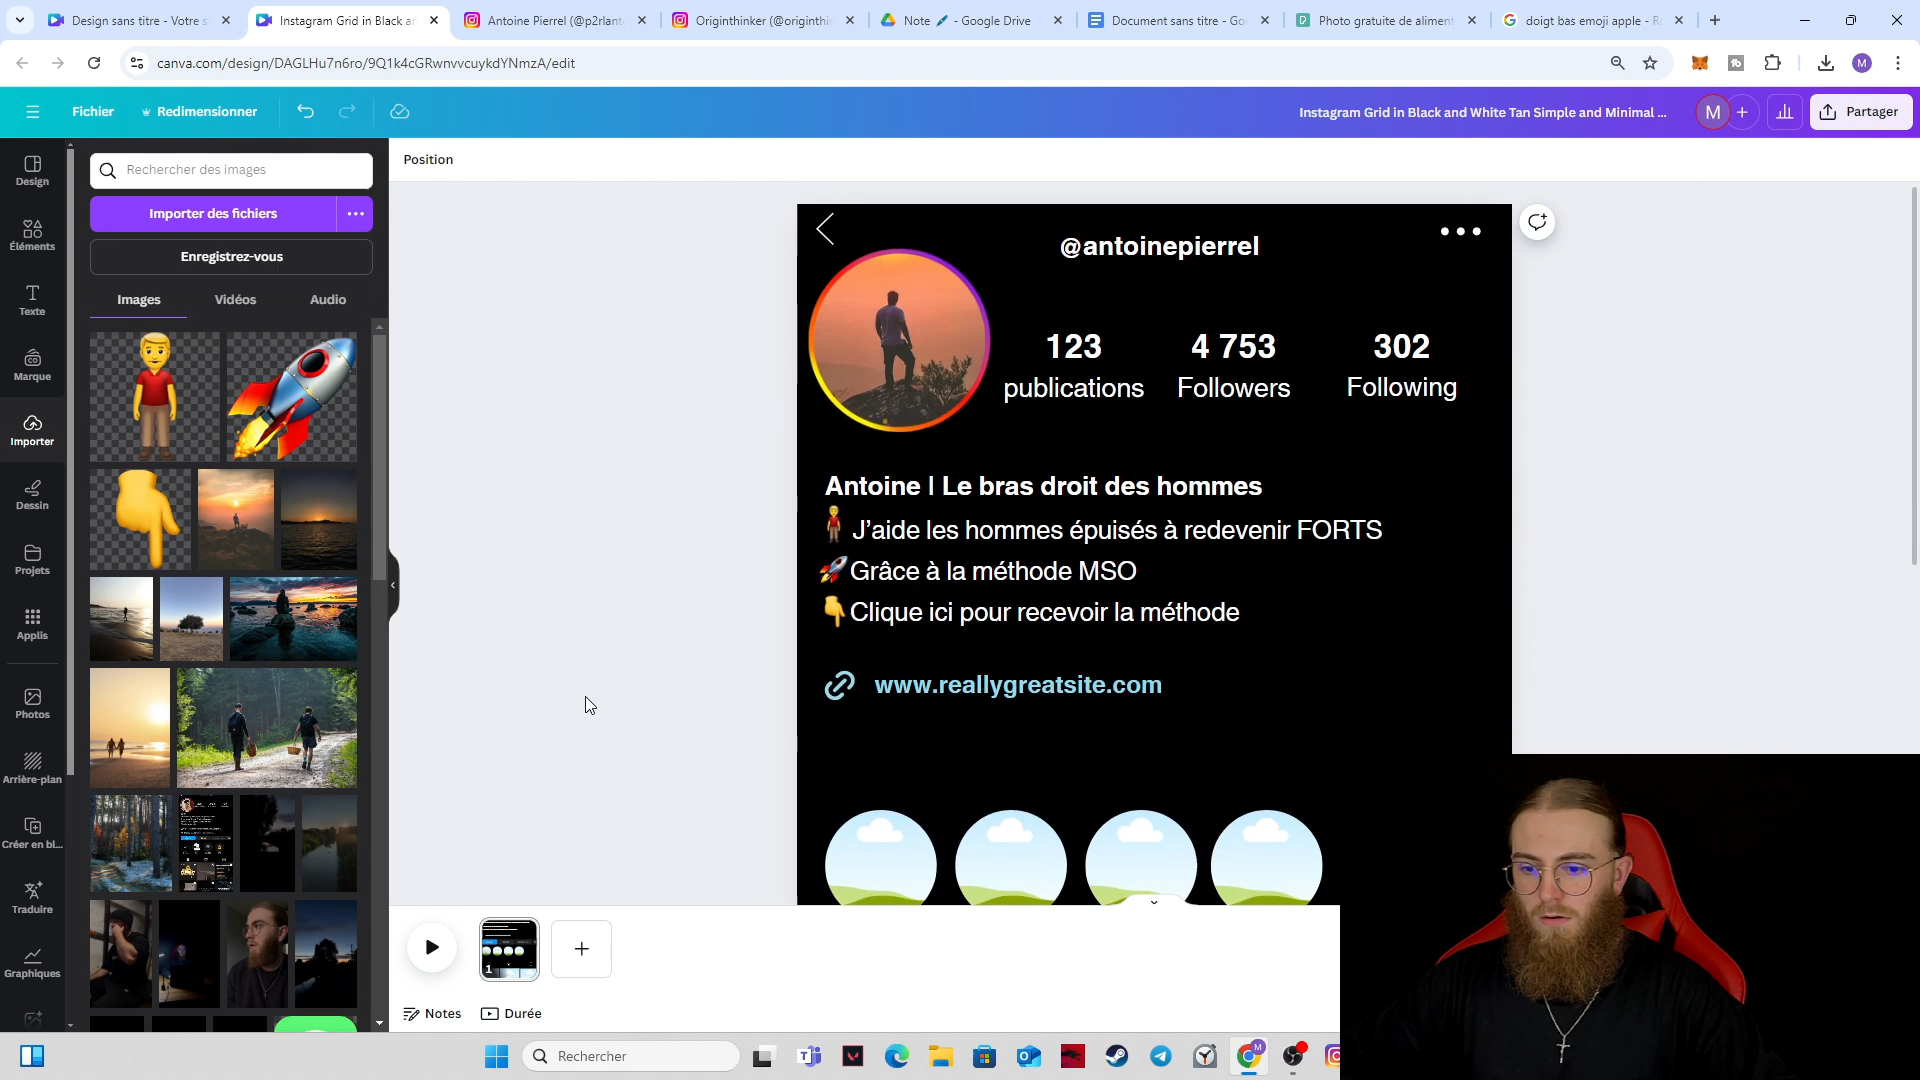 Design sans titre - Votre s
Instagram Grid in Black ar
Antoine Pierrel (@p2rlant
Originthinker (@originthi
Note 🖋️ - Google Drive
Document sans titre - Go
Photo gratuite de aliment
doigt bas emoji apple - R
canva.com/design/DAGLHu7n6ro/9Q1k4cGRwnvvcuykdYNmzA/edit
M
Fichier
Redimensionner
Instagram Grid in Black and White Tan Simple and Minimal ...
M
Partager
Design
Éléments
Texte
Marque
Importer
Dessin
Projets
Applis
Photos
Arrière-plan
Créer en bl...
Traduire
Graphiques
Rechercher des images
Importer des fichiers
Enregistrez-vous
Images
Vidéos
Audio
Position
@antoinepierrel
123
4 753
302
publications
Followers
Following
Antoine | Le bras droit des hommes
🧍J'aide les hommes épuisés à redevenir FORTS
🚀Grâce à la méthode MSO
👇Clique ici pour recevoir la méthode
www.reallygreatsite.com
1
Notes
Durée
Rechercher
M